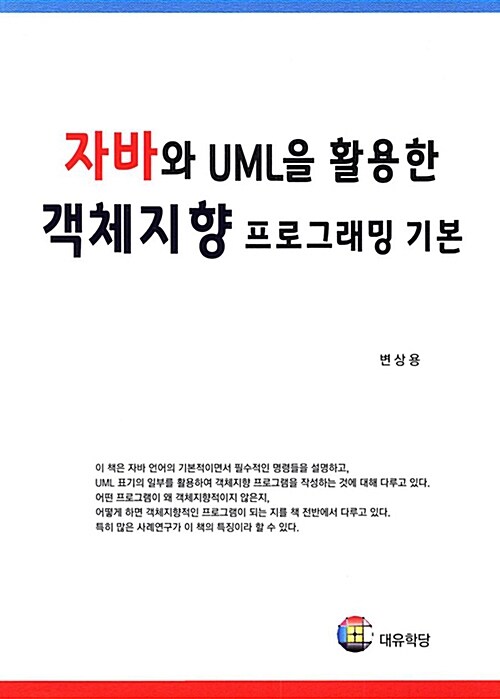 자바와 UML을 활용한
객체지향 프로그래밍 기본
변상용
이 책은 자바 언어의 기본적이면서 필수적인 명령들을 설명하고,
UML 표기의 일부를 활용하여 객체지향 프로그램을 작성하는 것에 대해 다루고 있다.
어떤 프로그램이 왜 객체지향적이지 않은지,
어떻게 하면 객체지향적인 프로그램이 되는 지를 책 전반에서 다루고 있다.
특히 많은 사례연구가 이 책의 특징이라 할 수 있다.
대유학당